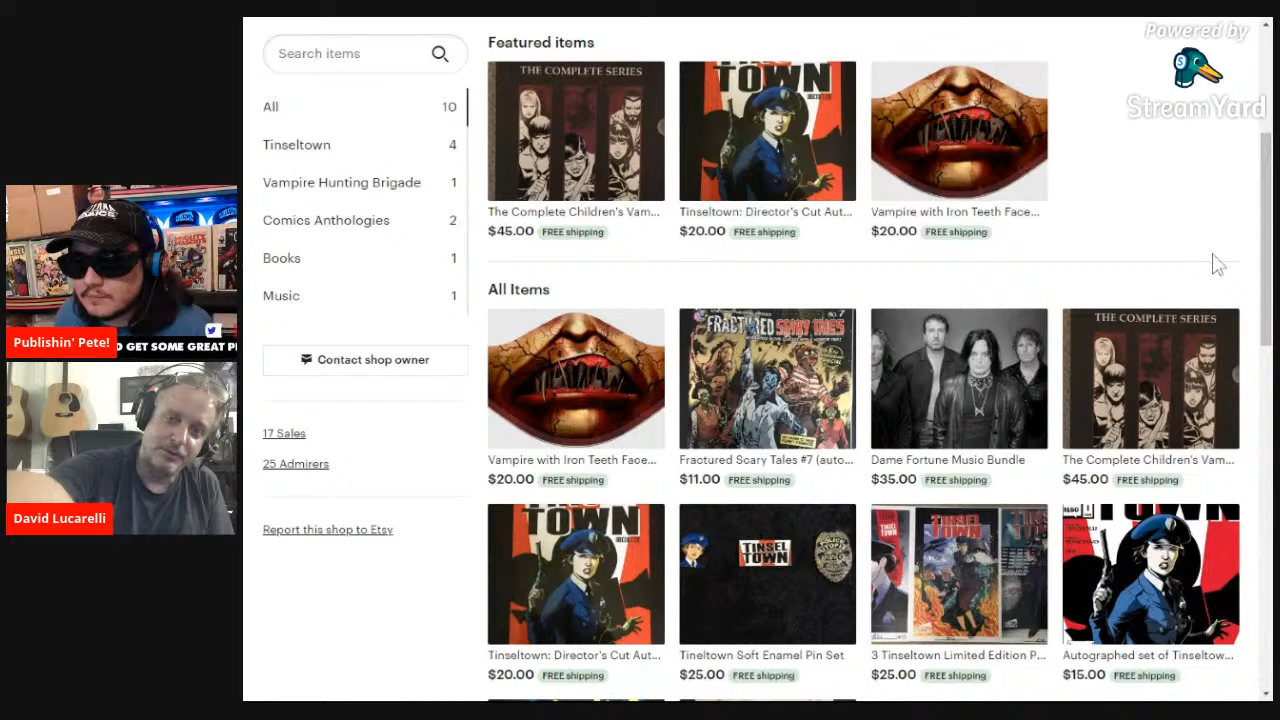 Powered by
StreamYard
Search items
All 10
Tinseltown 4
Vampire Hunting Brigade 1
Comics Anthologies 2
Books 1
Music 1
Contact shop owner
17 Sales
25 Admirers
Report this shop to Etsy
Featured items
THE COMPLETE SERIES
TOWN
The Complete Children's Vam...
$45.00 FREE shipping
Tinseltown: Director's Cut Aut...
$20.00 FREE shipping
Vampire with Iron Teeth Face...
$20.00 FREE shipping
All Items
FRACTURED SCARY TALES
NO. 7
THE COMPLETE SERIES
Vampire with Iron Teeth Face...
$20.00 FREE shipping
Fractured Scary Tales #7 (auto...
$11.00 FREE shipping
Dame Fortune Music Bundle
$35.00 FREE shipping
The Complete Children's Vam...
$45.00 FREE shipping
TOWN
TINSEL
TOWN
TINSEL
TOWN
Tinseltown: Director's Cut Aut...
$20.00 FREE shipping
Tineltown Soft Enamel Pin Set
$25.00 FREE shipping
3 Tinseltown Limited Edition P...
$25.00 FREE shipping
Autographed set of Tinseltow...
$15.00 FREE shipping
Publishin' Pete!
D GET SOME GREAT P
David Lucarelli